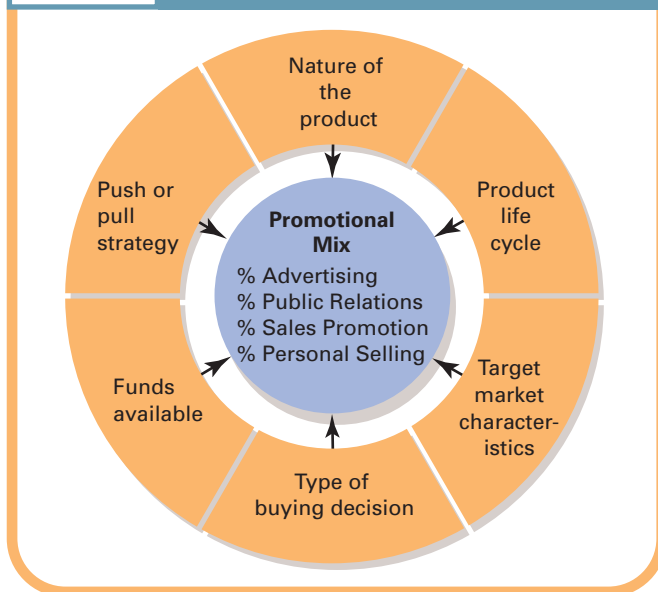 Nature of
the
product
Product
life
cycle
Target
market
character-
istics
Type of
buying decision
Funds
available
Push or
pull
strategy
Promotional
Mix
% Advertising
% Public Relations
% Sales Promotion
% Personal Selling